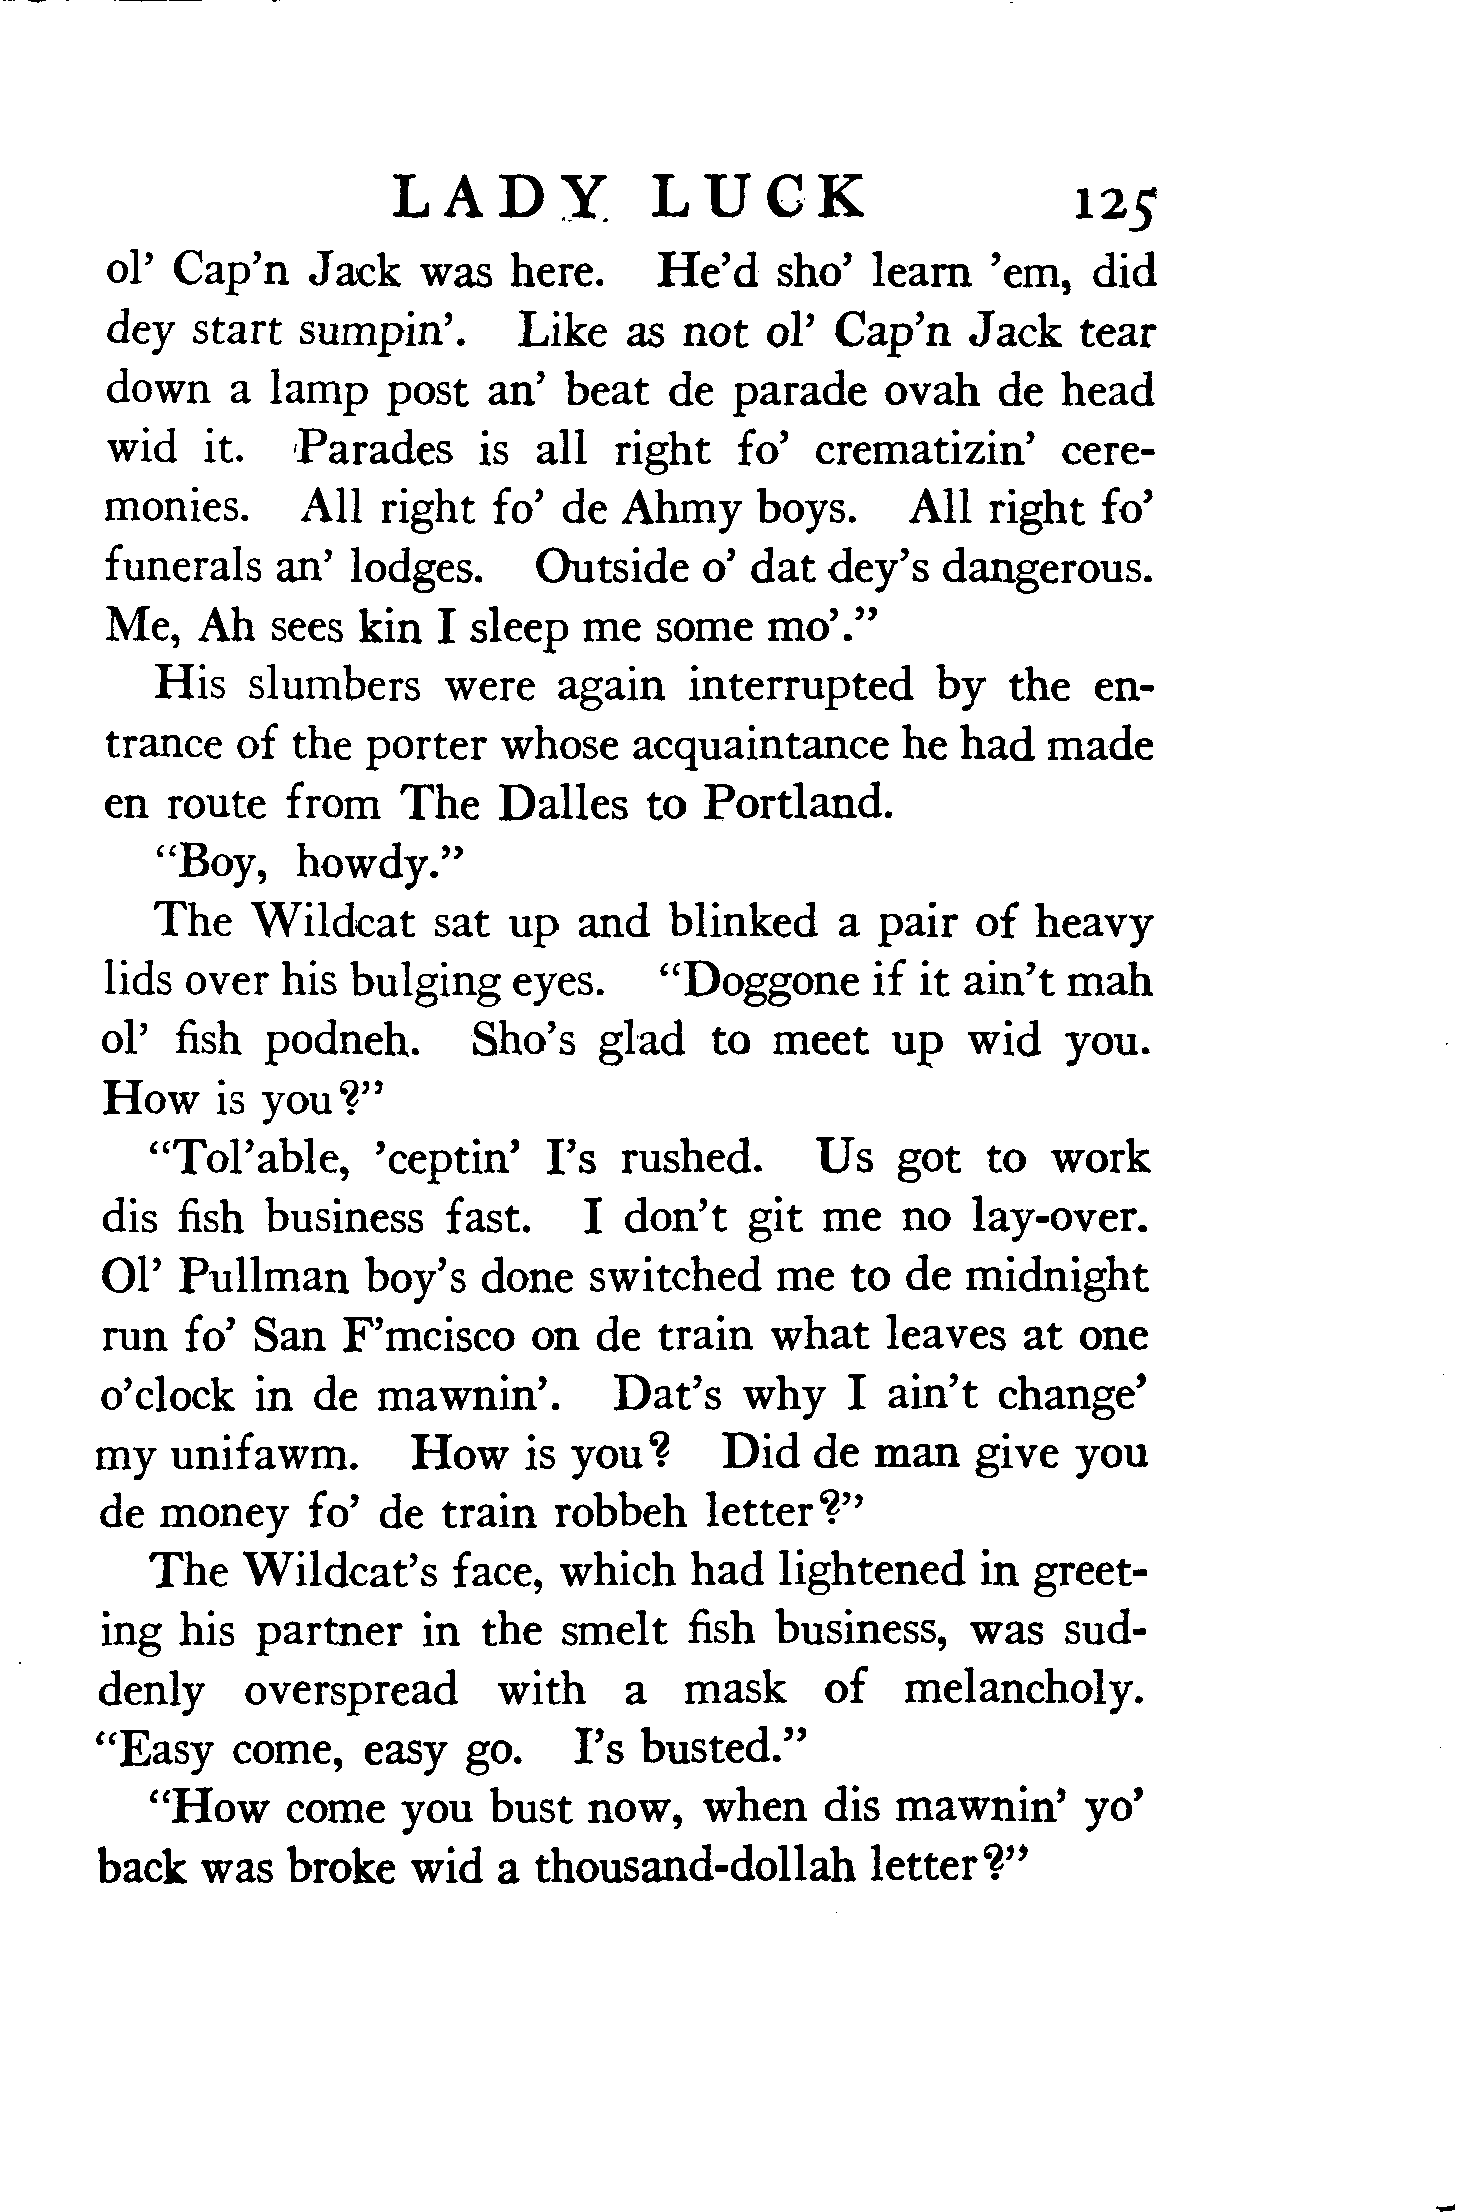 LADY LUCK 125
ol’ Cap’n Jack was here. He’d sho’ learn ’em, did
dey start sumpin’. Like as not ol’ Cap’n Jack tear
down a lamp post an’ beat de parade ovah de head
wid it. Parades is all right fo’ crematizin’ cere-
monies. All right fo’ de Ahmy boys. All right fo’
funerals an’ lodges. Outside o’ dat dey’s dangerous.
Me, Ah sees kin I sleep me some mo’.”
His slumbers were again interrupted by the en-
trance of the porter whose acquaintance he had made
en route from The Dalles to Portland.
“Boy, howdy.”
The Wildcat sat up and blinked a pair of heavy
lids over his bulging eyes. “Doggone if it ain’t mah
ol’ fish podneh. Sho’s glad to meet up wid you.
How is you?”
“Tol’able, ’ceptin’ I’s rushed. Us got to work
dis fish business fast. I don’t git me no lay-over.
Ol’ Pullman boy’s done switched me to de midnight
run fo’ San F’mcisco on de train what leaves at one
o’clock in de mawnin’. Dat’s why I ain’t change’
my unifawm. How is you? Did de man give you
de money fo’ de train robbeh letter?”
The Wildcat’s face, which had lightened in greet-
ing his partner in the smelt fish business, was sud-
denly overspread with a mask of melancholy.
“Easy come, easy go. I’s busted.”
“How come you bust now, when dis mawnin’ yo’
back was broke wid a thousand-dollah letter?”